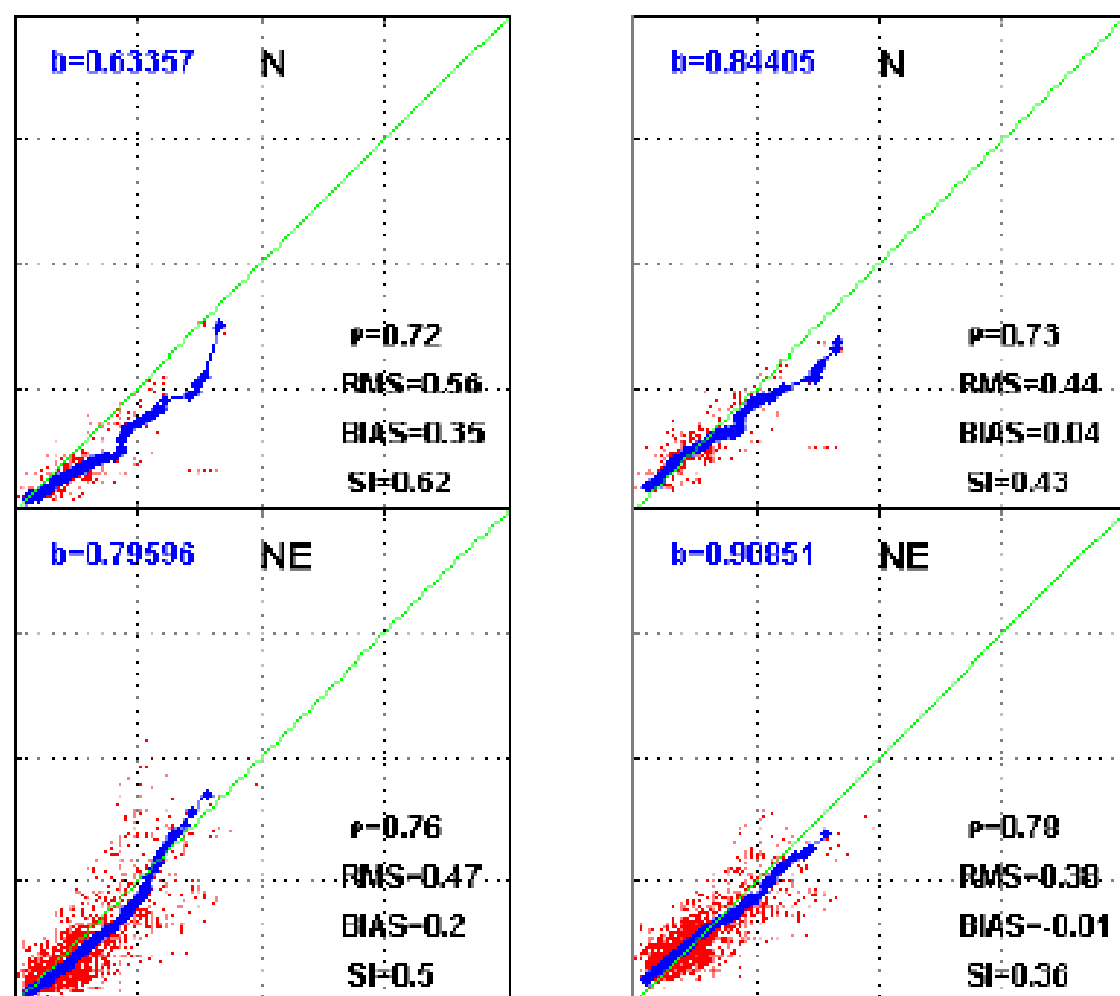 b=0.63357 N
ρ=0.72
RMS=0.56
BIAS=0.35
SI=0.62
b=0.84405 N
ρ=0.73
RMS=0.44
BIAS=0.04
SI=0.43
b=0.79596 NE
ρ=0.76
RMS=0.47
BIAS=0.2
SI=0.5
b=0.90851 NE
ρ=0.78
RMS=0.38
BIAS=-0.01
SI=0.36